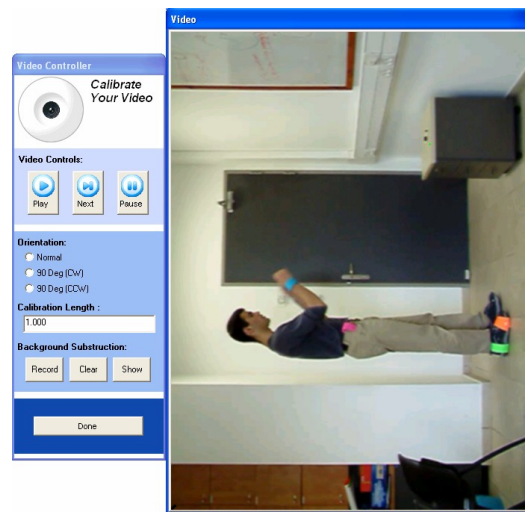 Video
Video Controller
Calibrate
Your Video
Video Controls:
Play
Next
Pause
Orientation:
Normal
90 Deg (CW)
90 Deg (CCW)
Calibration Length :
1.000
Background Substruction:
Record
Clear
Show
Done